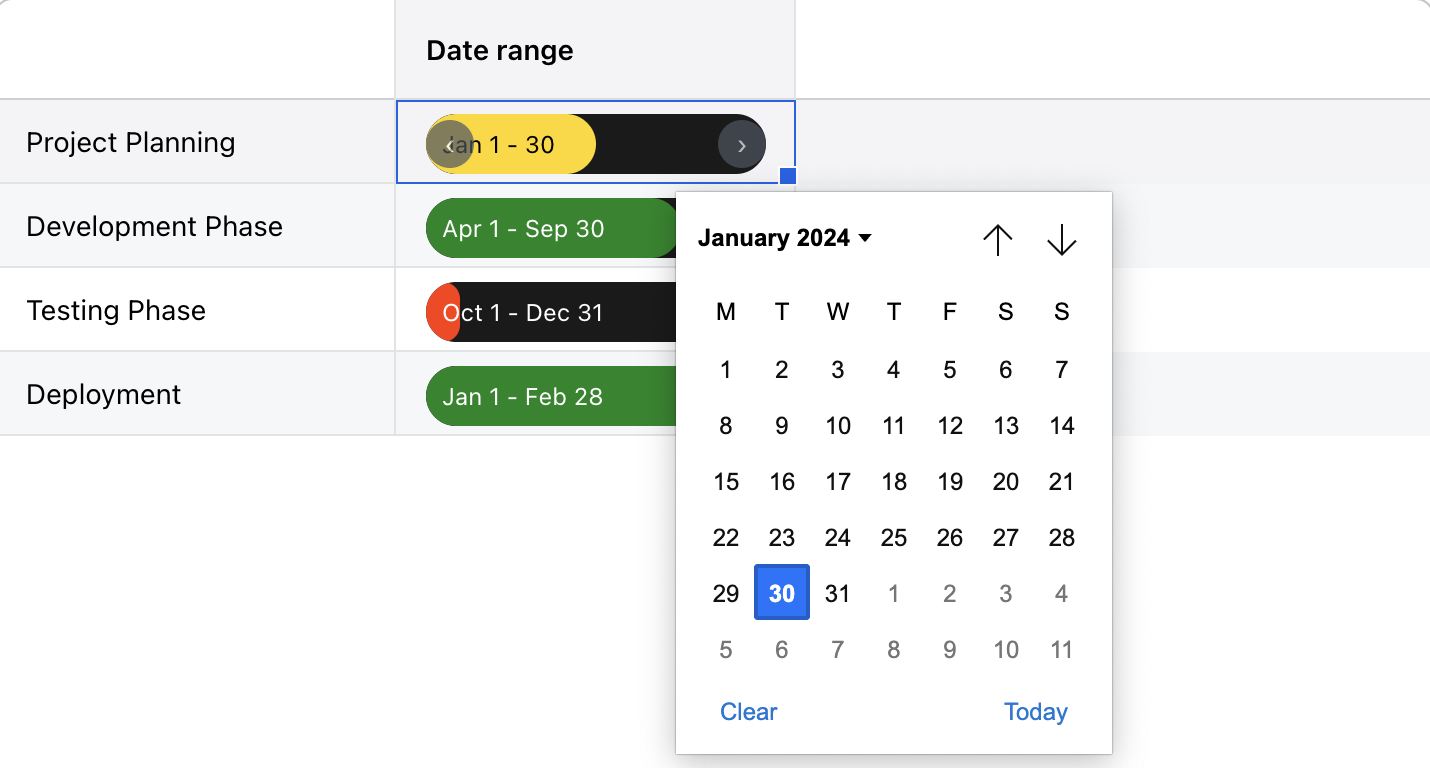 Date range
Project Planning
Jan 1 - 30
Development Phase
Apr 1 - Sep 30
Testing Phase
Oct 1 - Dec 31
Deployment
Jan 1 - Feb 28
January 2024
M T W T F S S
1 2 3 4 5 6 7
8 9 10 11 12 13 14
15 16 17 18 19 20 21
22 23 24 25 26 27 28
29 30 31 1 2 3 4
5 6 7 8 9 10 11
Clear Today